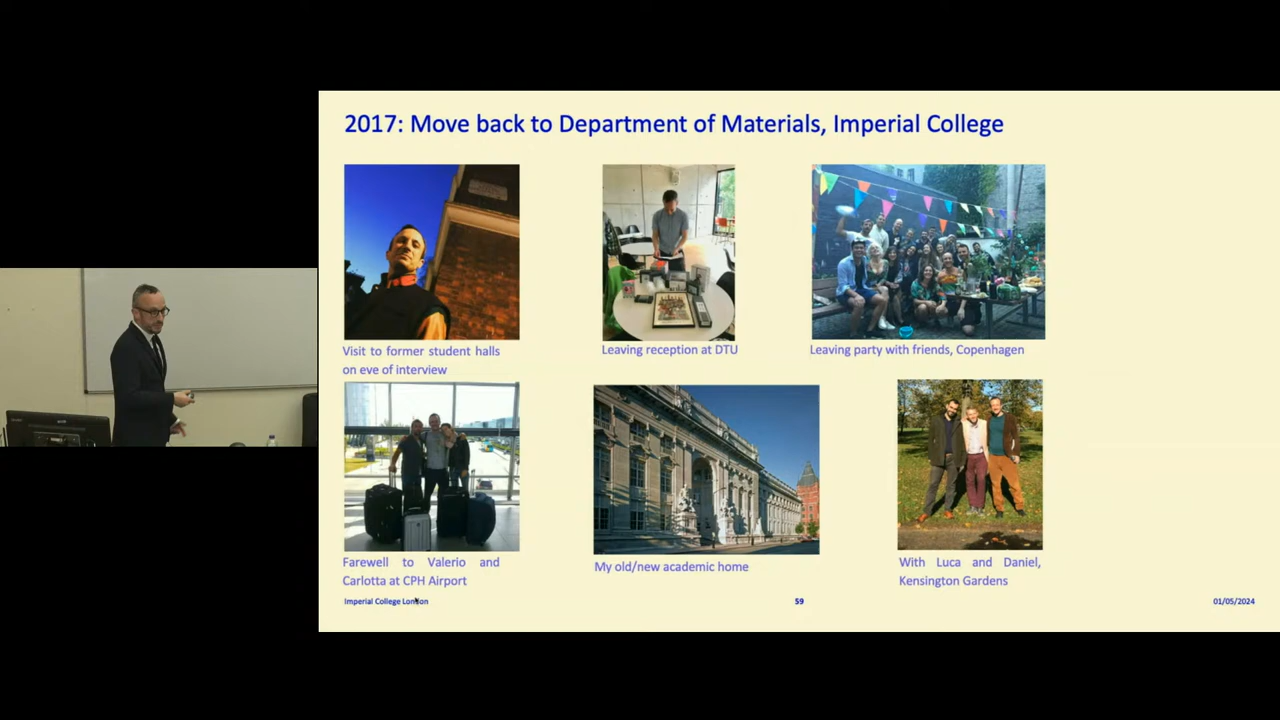 2017: Move back to Department of Materials, Imperial College
Visit to former student halls
on eve of interview
Leaving reception at DTU
Leaving party with friends, Copenhagen
Farewell to Valerio and
Carlotta at CPH Airport
My old/new academic home
With Luca and Daniel,
Kensington Gardens
Imperial College London
59
01/05/2024